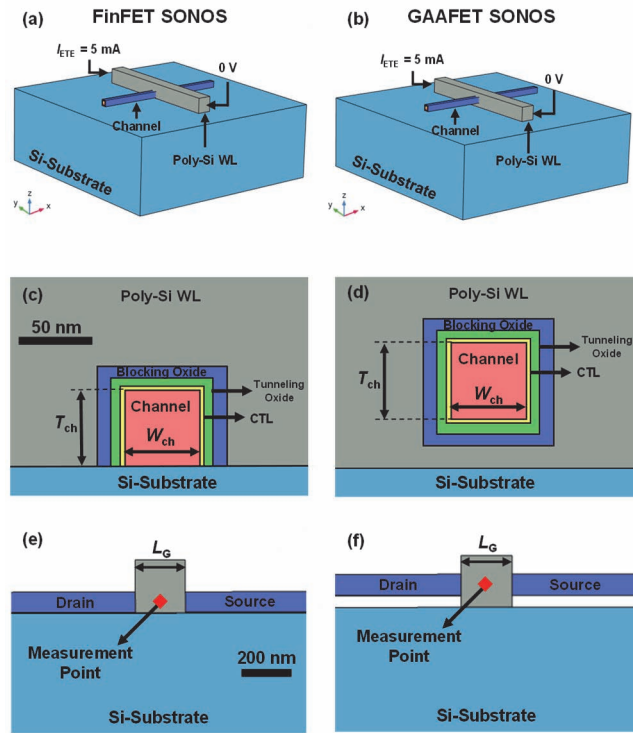 (a)
FinFET SONOS
I_ETE = 5 mA
0 V
Channel
Poly-Si WL
Si-Substrate
z
y
x
(b)
GAAFET SONOS
I_ETE = 5 mA
0 V
Channel
Poly-Si WL
Si-Substrate
z
y
x
(c)
Poly-Si WL
50 nm
Blocking Oxide
Tunneling
Oxide
Channel
CTL
T_ch
W_ch
Si-Substrate
(d)
Poly-Si WL
Blocking Oxide
Channel
Tunneling
Oxide
T_ch
CTL
W_ch
Si-Substrate
(e)
L_G
Drain
Source
Measurement
Point
200 nm
Si-Substrate
(f)
L_G
Drain
Source
Measurement
Point
Si-Substrate